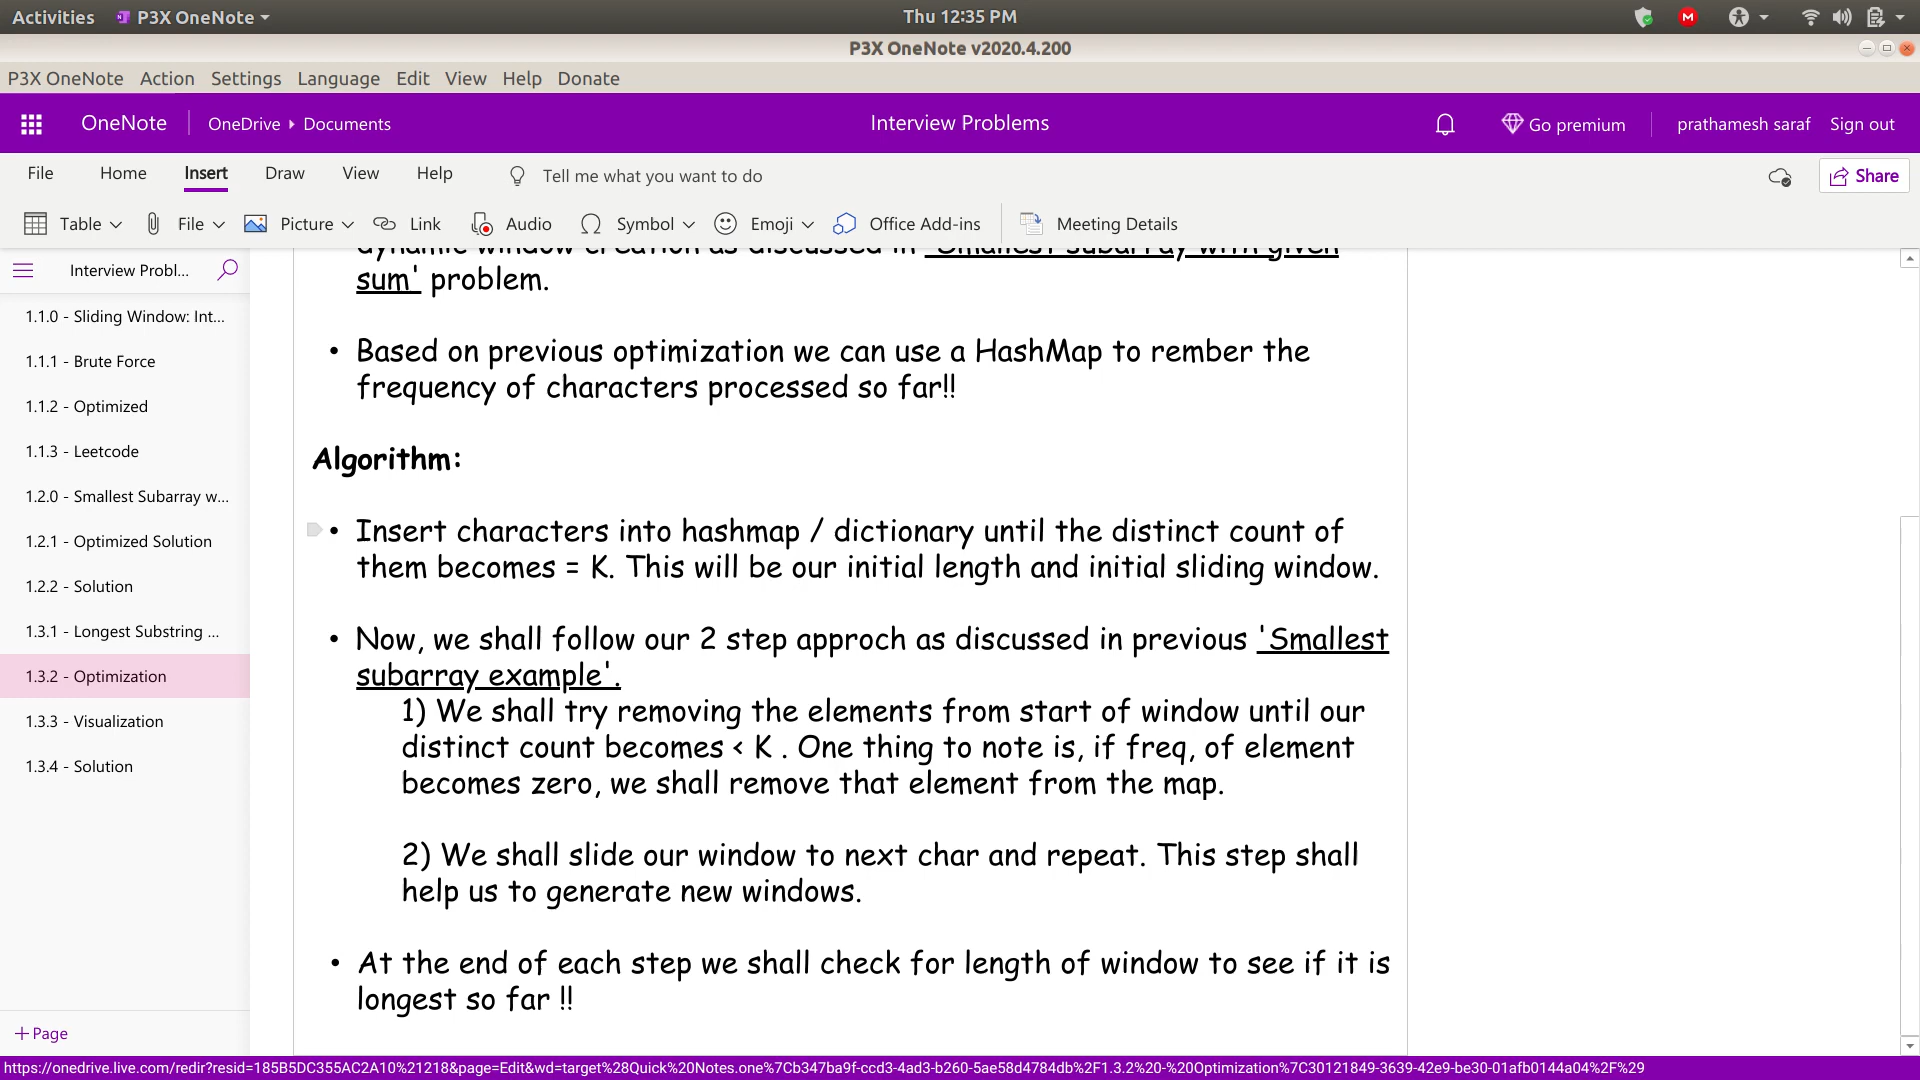 Activities P3X OneNote Thu 12:35 PM
P3X OneNote v2020.4.200
P3X OneNote Action Settings Language Edit View Help Donate
OneNote OneDrive Documents Interview Problems Go premium prathamesh saraf Sign out
File Home Insert Draw View Help Tell me what you want to do Share
Table File Picture Link Audio Symbol Emoji Office Add-ins Meeting Details
Interview Probl...
1.1.0 - Sliding Window: Int...
1.1.1 - Brute Force
1.1.2 - Optimized
1.1.3 - Leetcode
1.2.0 - Smallest Subarray w...
1.2.1 - Optimized Solution
1.2.2 - Solution
1.3.1 - Longest Substring ...
1.3.2 - Optimization
1.3.3 - Visualization
1.3.4 - Solution
+ Page
dynamic window creation as discussed in 'Smallest subarray with given
sum' problem.
• Based on previous optimization we can use a HashMap to rember the
frequency of characters processed so far!!
Algorithm:
• Insert characters into hashmap / dictionary until the distinct count of
them becomes = K. This will be our initial length and initial sliding window.
• Now, we shall follow our 2 step approch as discussed in previous 'Smallest
subarray example'.
1) We shall try removing the elements from start of window until our
distinct count becomes < K . One thing to note is, if freq, of element
becomes zero, we shall remove that element from the map.
2) We shall slide our window to next char and repeat. This step shall
help us to generate new windows.
• At the end of each step we shall check for length of window to see if it is
longest so far !!
https://onedrive.live.com/redir?resid=185B5DC355AC2A10%21218&page=Edit&wd=target%28Quick%20Notes.one%7Cb347ba9f-ccd3-4ad3-b260-5ae58d4784db%2F1.3.2%20-%20Optimization%7C30121849-3639-42e9-be30-01afb0144a04%2F%29